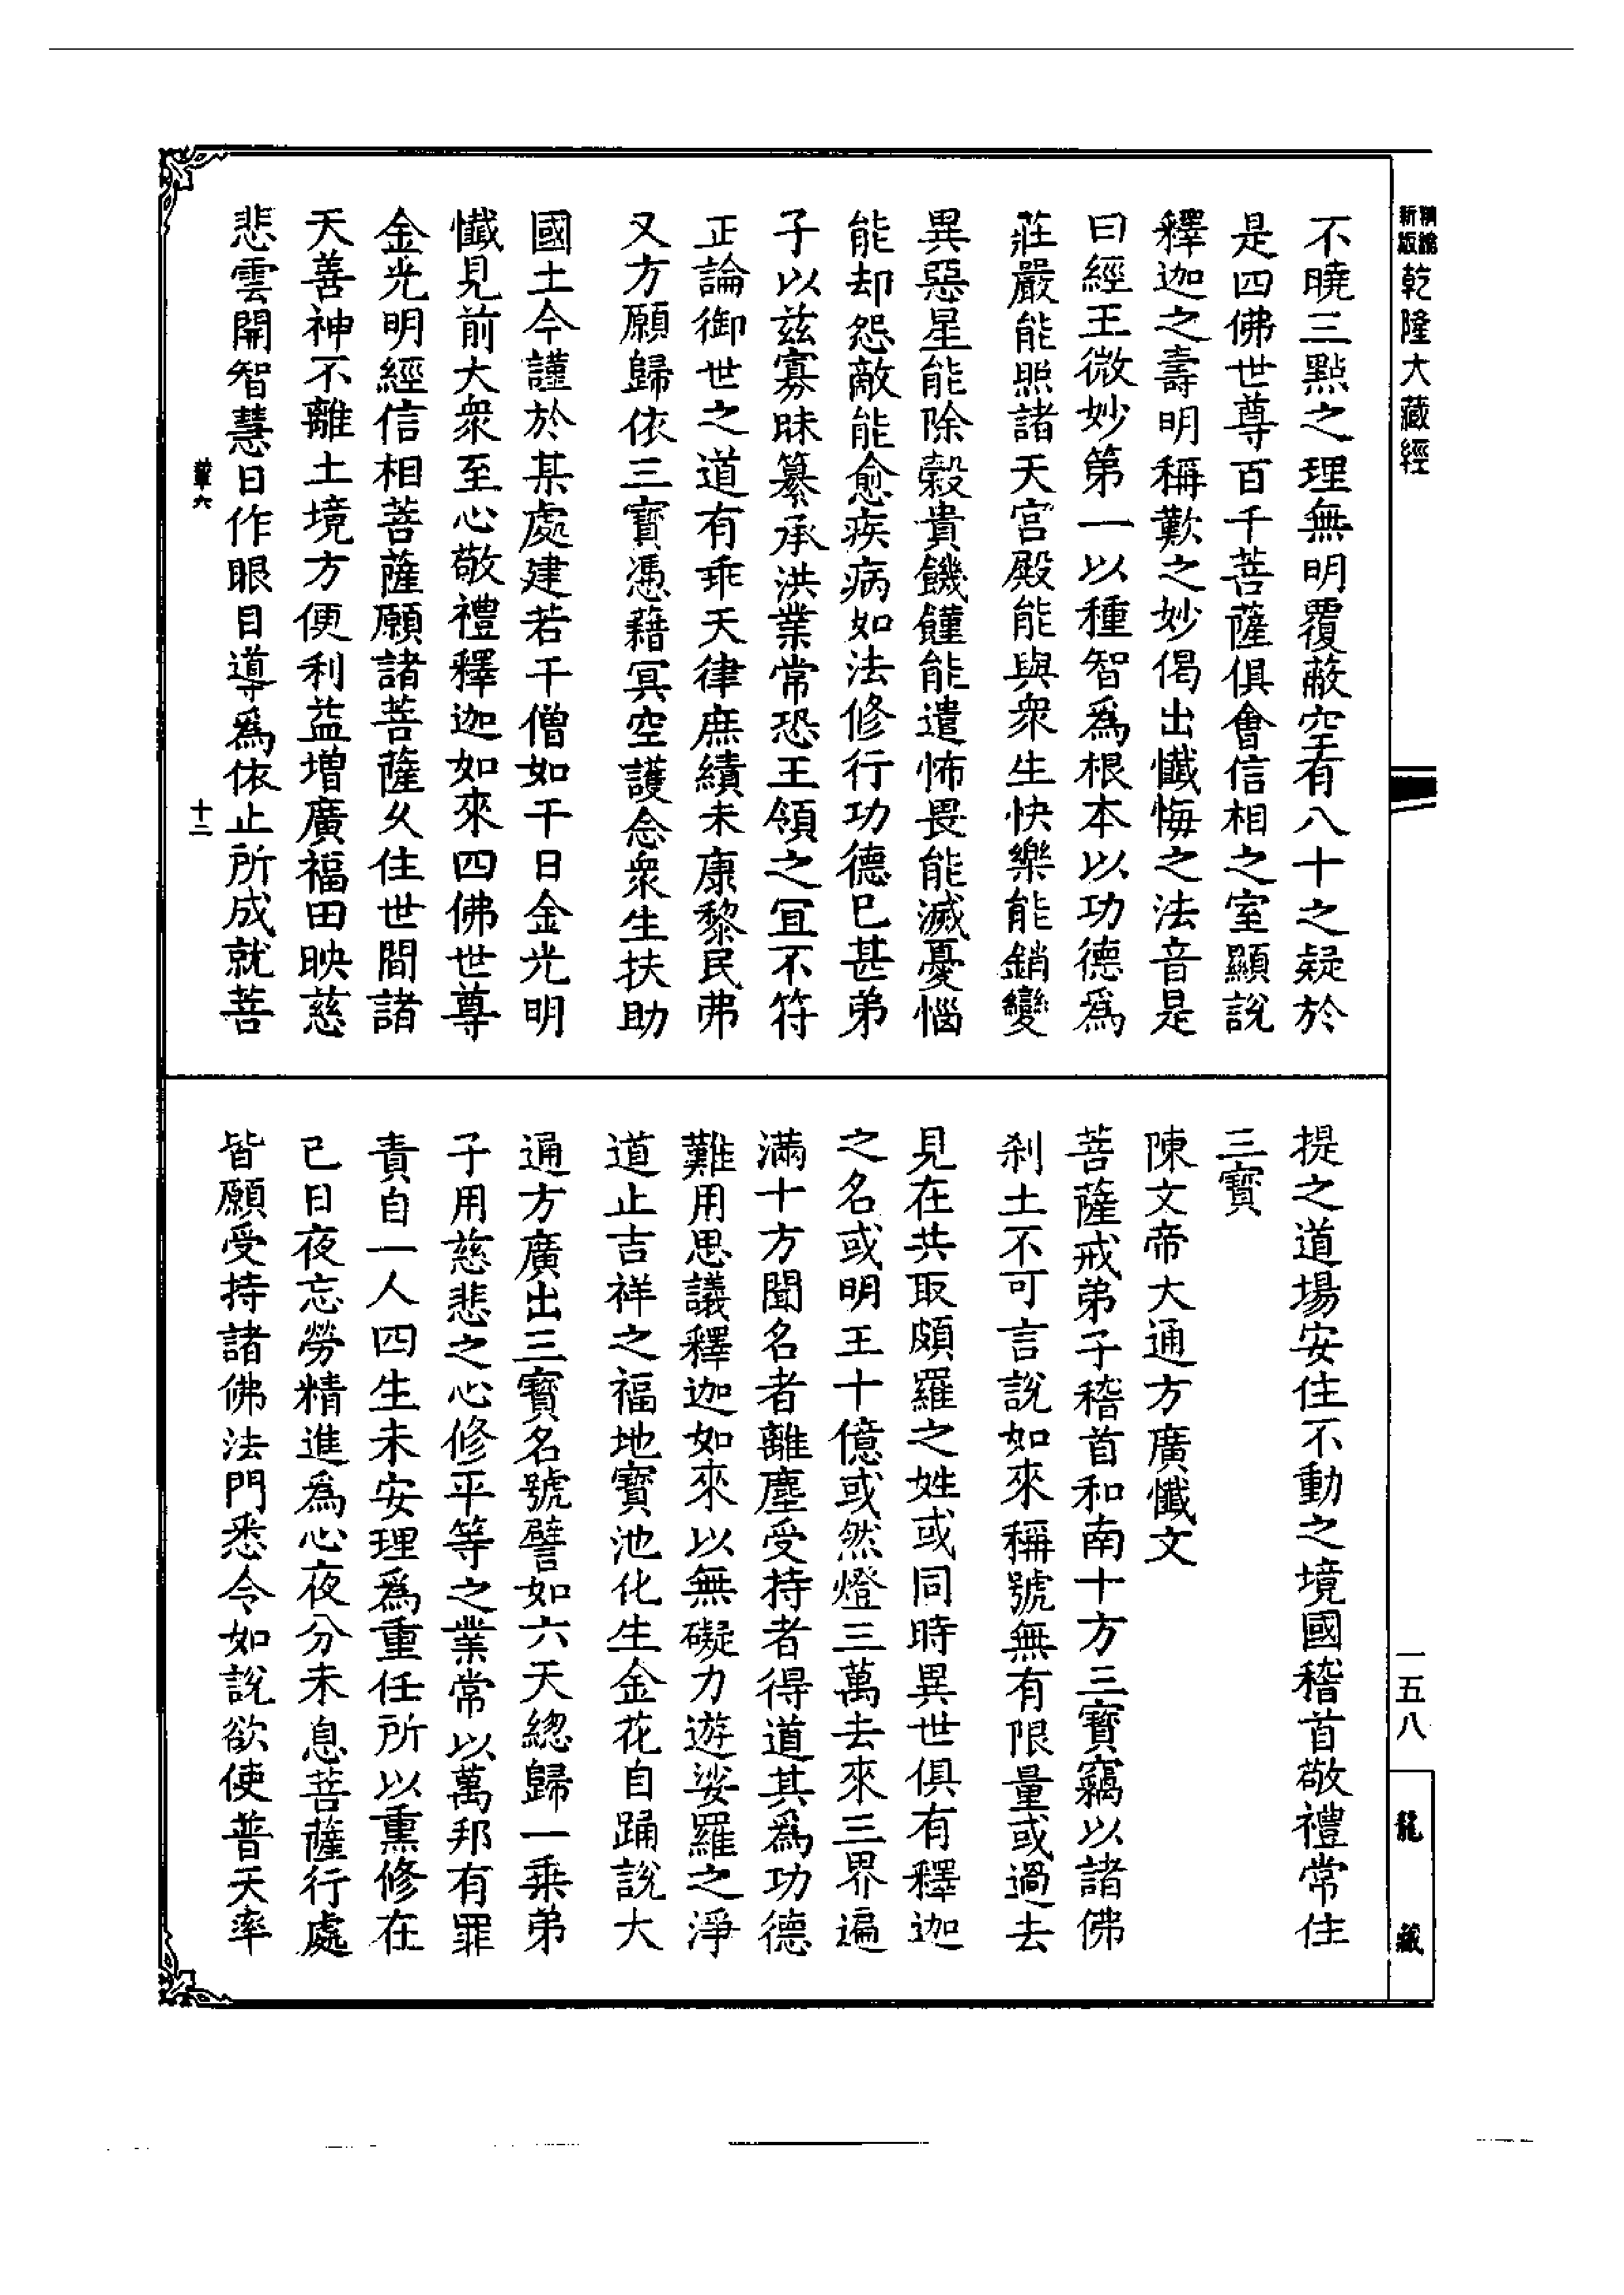 新編縮版乾隆大藏經
不曉三點之理無明覆蔽空有八十之疑於
是四佛世尊百千菩薩俱會信相之室顯說
釋迦之壽明稱歎之妙偈出懺悔之法音是
曰經王微妙第一以種智為根本以功德為
莊嚴能照諸天宮殿能與衆生快樂能銷變
異惡星能除穀貴饑饉能遣怖畏能滅憂惱
能却怨敵能愈疾病如法修行功德已甚弟
子以茲寡昧纂承洪業常恐王領之冝不符
正論御世之道有乖天律庶績未康黎民弗
又方願歸依三寶憑藉冥空護念衆生扶助
國土今謹於某處建若干僧如干日金光明
懺見前大衆至心敬禮釋迦如來四佛世尊
金光明經信相菩薩願諸菩薩乆住世間諸
天善神不離土境方便利益增廣福田映慈
悲雲開智慧日作眼目導為依止所成就菩
六
十二
提之道場安住不動之境國稽首敬禮常住
三寶
陳文帝大通方廣懺文
菩薩戒弟子稽首和南十方三寶竊以諸佛
刹土不可言說如來稱號無有限量或過去
見在共取頗羅之姓或同時異世俱有釋迦
之名或明王十億或然燈三萬去來三界遍
滿十方聞名者離塵受持者得道其為功德
難用思議釋迦如來以無礙力遊娑羅之淨
道止吉祥之福地寶池化生金花自踊說大
通方廣出三寶名號譬如六天總歸一乗弟
子用慈悲之心修平等之業常以萬邦有罪
責自一人四生未安理為重任所以熏修在
已日夜忘勞精進為心夜分未息菩薩行處
皆願受持諸佛法門悉令如說欲使普天率
一五八
龍藏